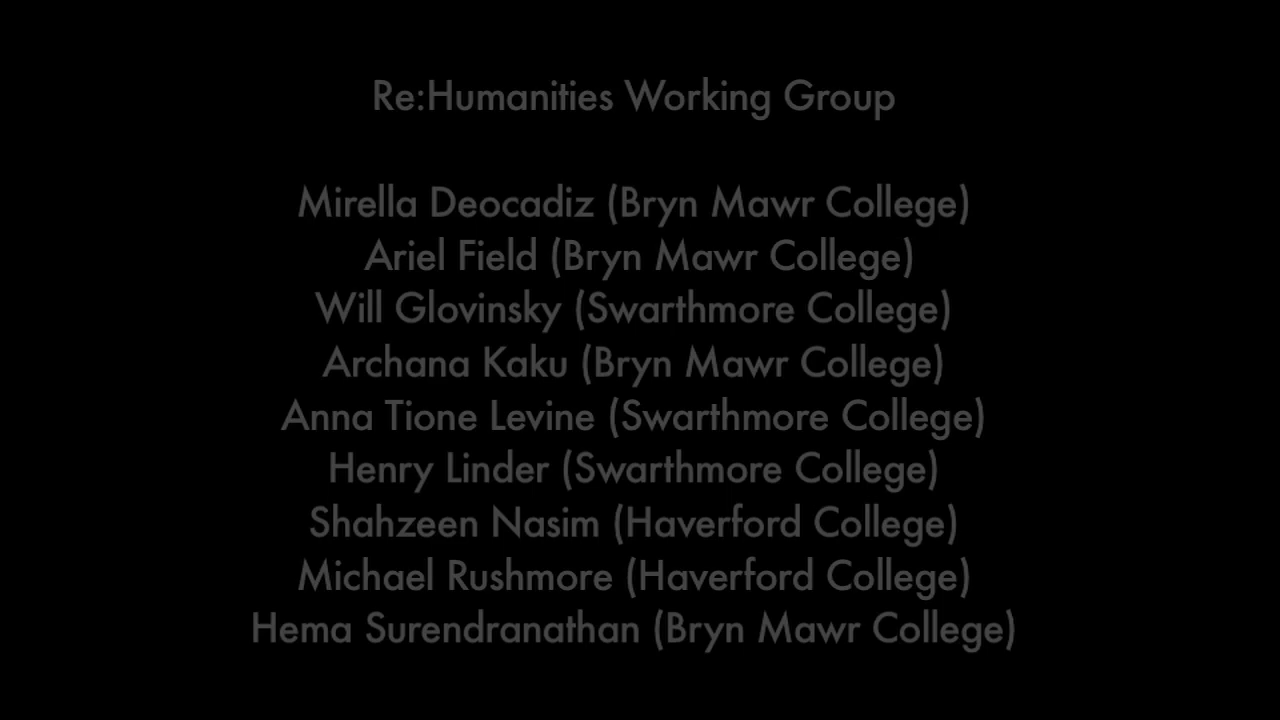 Re:Humanities Working Group
Mirella Deocadiz (Bryn Mawr College)
Ariel Field (Bryn Mawr College)
Will Glovinsky (Swarthmore College)
Archana Kaku (Bryn Mawr College)
Anna Tione Levine (Swarthmore College)
Henry Linder (Swarthmore College)
Shahzeen Nasim (Haverford College)
Michael Rushmore (Haverford College)
Hema Surendranathan (Bryn Mawr College)